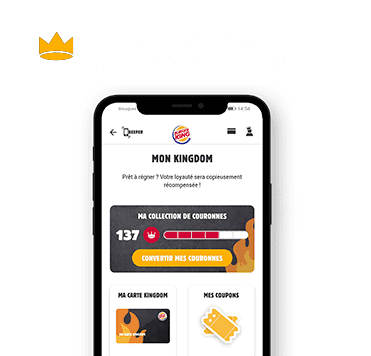 14:54
KEEPER
BURGER KING
MON KINGDOM
Prêt à régner ? Votre loyauté sera copieusement
récompensée !
MA COLLECTION DE COURONNES
137
CONVERTIR MES COURONNES
MA CARTE KINGDOM
MES COUPONS